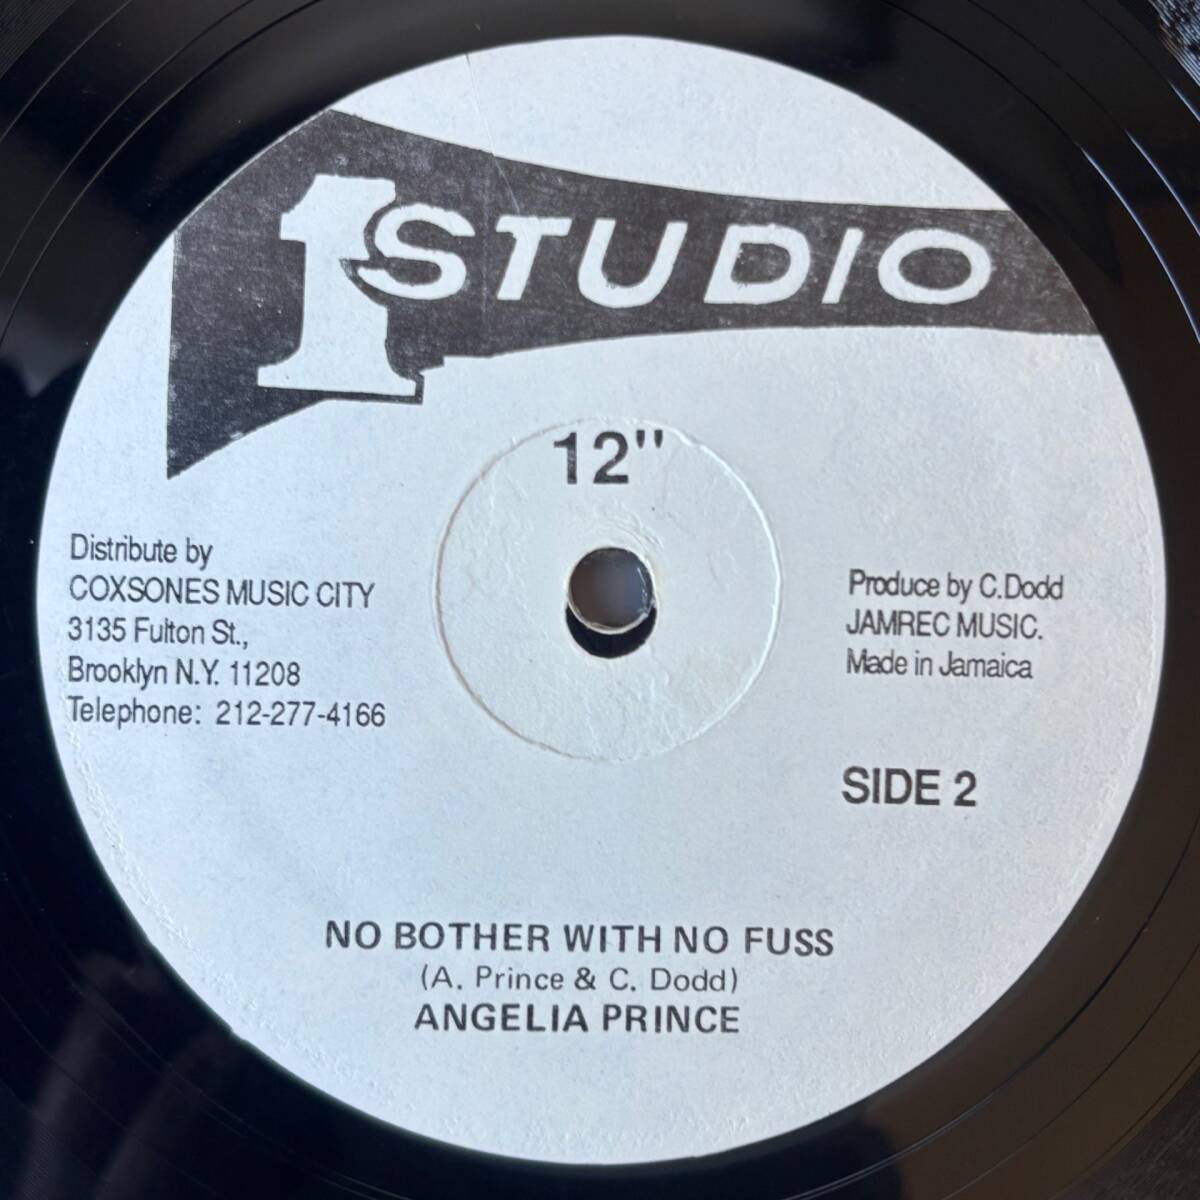 1 STUDIO
12"
Distribute by
COXSONES MUSIC CITY
3135 Fulton St.,
Brooklyn N.Y. 11208
Telephone: 212-277-4166
Produce by C.Dodd
JAMREC MUSIC.
Made in Jamaica
SIDE 2
NO BOTHER WITH NO FUSS
(A. Prince & C. Dodd)
ANGELIA PRINCE